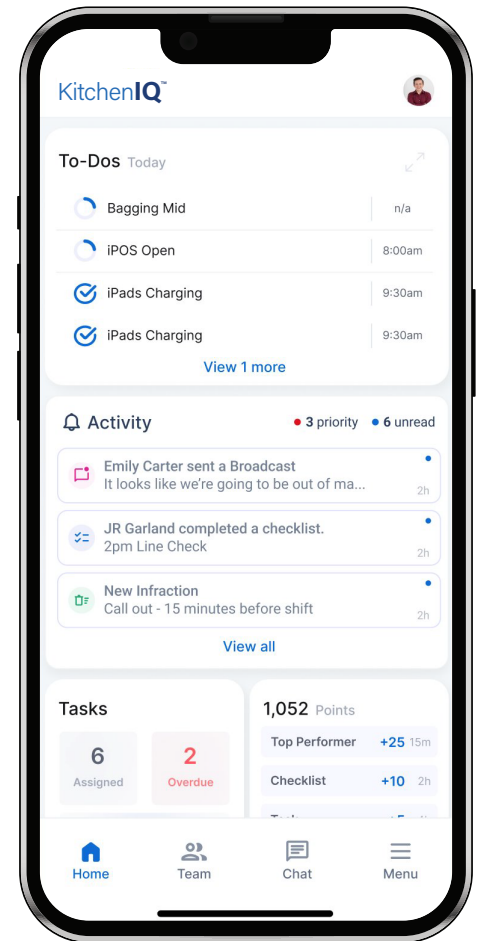 KitchenIQ™
To-Dos Today
Bagging Mid n/a
iPOS Open 8:00am
iPads Charging 9:30am
iPads Charging 9:30am
View 1 more
Activity 3 priority 6 unread
Emily Carter sent a Broadcast
It looks like we're going to be out of ma...
2h
JR Garland completed a checklist.
2pm Line Check
2h
New Infraction
Call out - 15 minutes before shift
2h
View all
Tasks
6
Assigned
2
Overdue
1,052 Points
Top Performer +25 15m
Checklist +10 2h
Home
Team
Chat
Menu